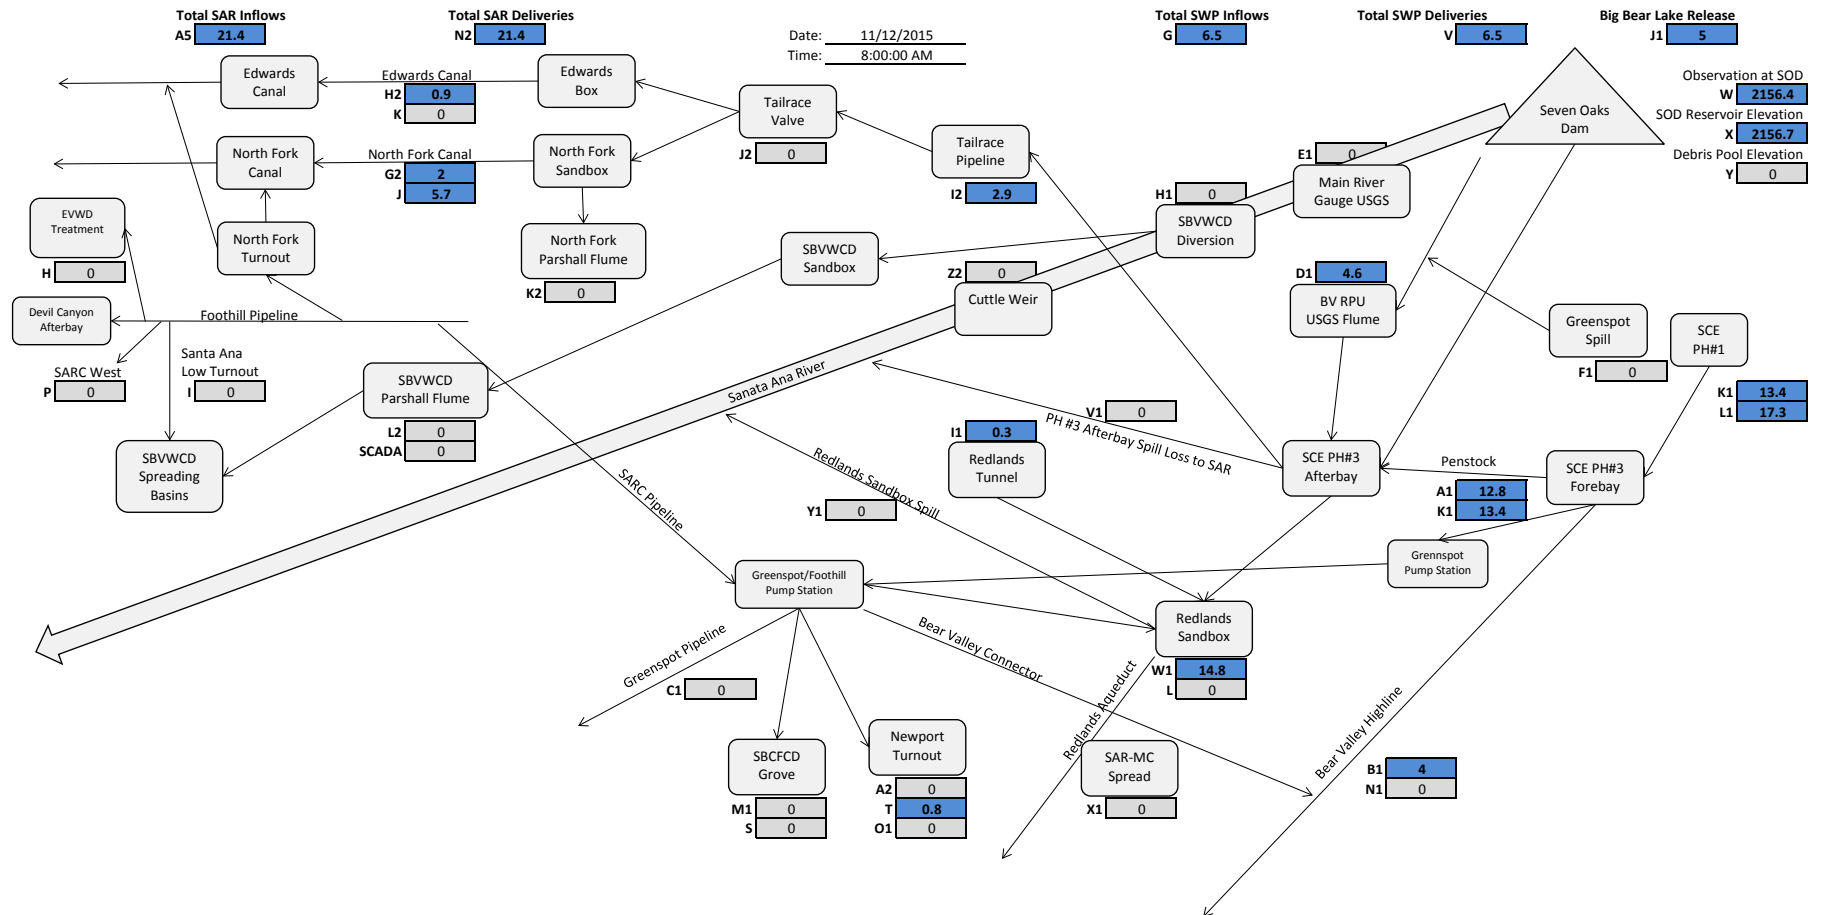 Total SAR Inflows
A5 21.4
Total SAR Deliveries
N2 21.4
Date: 11/12/2015
Time: 8:00:00 AM
Total SWP Inflows
G 6.5
Total SWP Deliveries
V 6.5
Big Bear Lake Release
J1 5
Observation at SOD
W 2156.4
SOD Reservoir Elevation
X 2156.7
Debris Pool Elevation
Y 0
Seven Oaks
Dam
Edwards
Canal
Edwards Canal
H2 0.9
K 0
Edwards
Box
Tailrace
Valve
J2 0
Tailrace
Pipeline
I2 2.9
E1 0
Main River
Gauge USGS
H1 0
SBVWCD
Diversion
North Fork
Canal
North Fork Canal
G2 2
J 5.7
North Fork
Sandbox
EVWD
Treatment
H 0
North Fork
Turnout
North Fork
Parshall Flume
K2 0
SBVWCD
Sandbox
Z2 0
Cuttle Weir
D1 4.6
BV RPU
USGS Flume
Greenspot
Spill
F1 0
SCE
PH#1
K1 13.4
L1 17.3
Devil Canyon
Afterbay
Foothill Pipeline
SARC West
P 0
Santa Ana
Low Turnout
I 0
SBVWCD
Parshall Flume
L2 0
SCADA 0
SBVWCD
Spreading
Basins
Sanata Ana River
V1 0
PH #3 Afterbay Spill Loss to SAR
I1 0.3
Redlands
Tunnel
SCE PH#3
Afterbay
Penstock
A1 12.8
K1 13.4
SCE PH#3
Forebay
SARC Pipeline
Redlands Sandbox Spill
Y1 0
Grennspot
Pump Station
Greenspot/Foothill
Pump Station
Redlands
Sandbox
W1 14.8
L 0
Greenspot Pipeline
C1 0
Bear Valley Connector
Redlands Aqueduct
Bear Valley Highline
SBCFCD
Grove
M1 0
S 0
Newport
Turnout
A2 0
T 0.8
O1 0
SAR-MC
Spread
X1 0
B1 4
N1 0